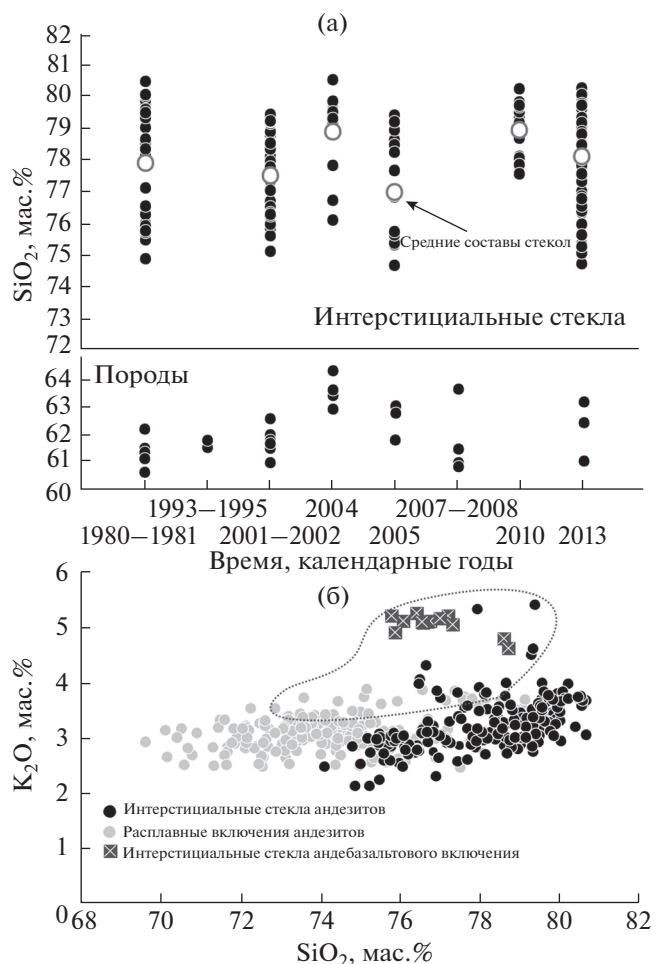 (а)
82
81
80
79
78
77
76
75
74
73
72
SiO2, мас.%
Средние составы стекол
Интерстициальные стекла
Породы
64
63
62
61
60
1993–1995 2004 2007–2008
1980–1981 2001–2002 2005 2010 2013
Время, календарные годы
(б)
6
5
4
3
2
1
0
K2O, мас.%
Интерстициальные стекла андезитов
Расплавные включения андезитов
Интерстициальные стекла андебазальтового включения
68 70 72 74 76 78 80 82
SiO2, мас.%